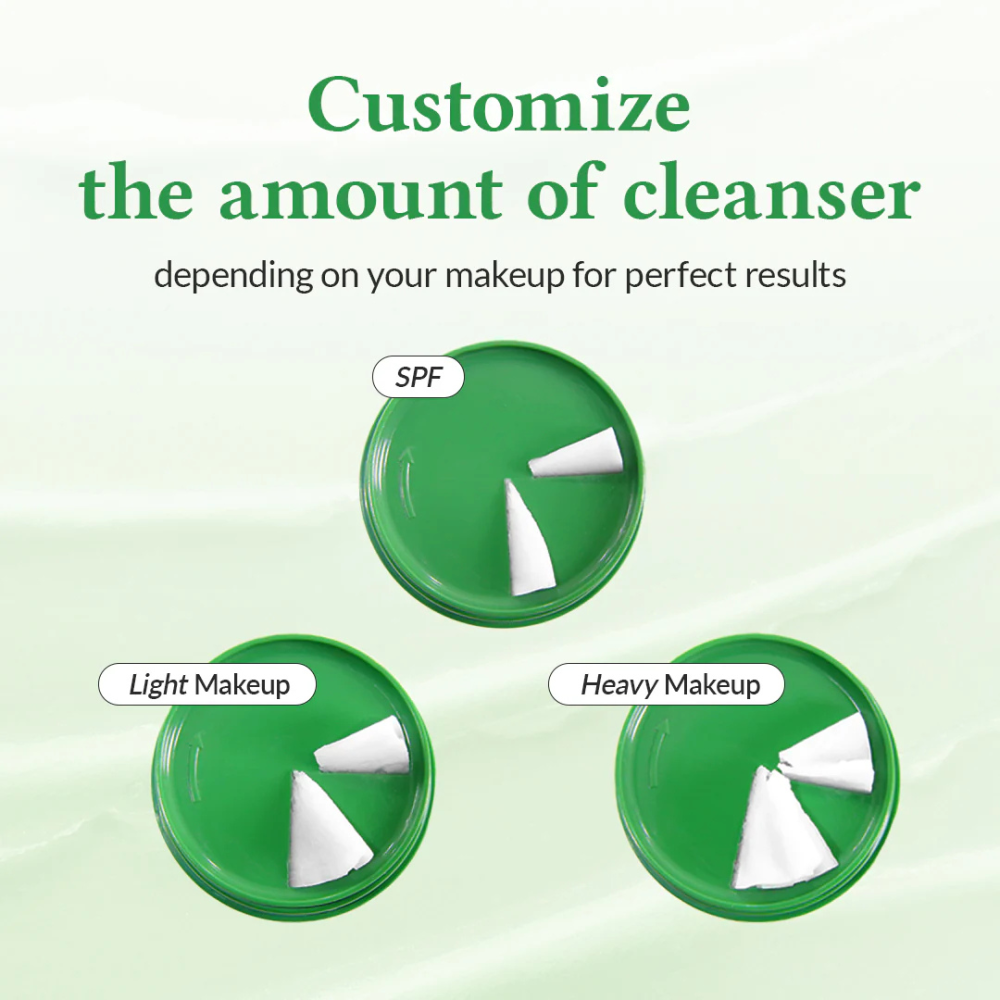 Customize
the amount of cleanser
depending on your makeup for perfect results
SPF
Light Makeup
Heavy Makeup